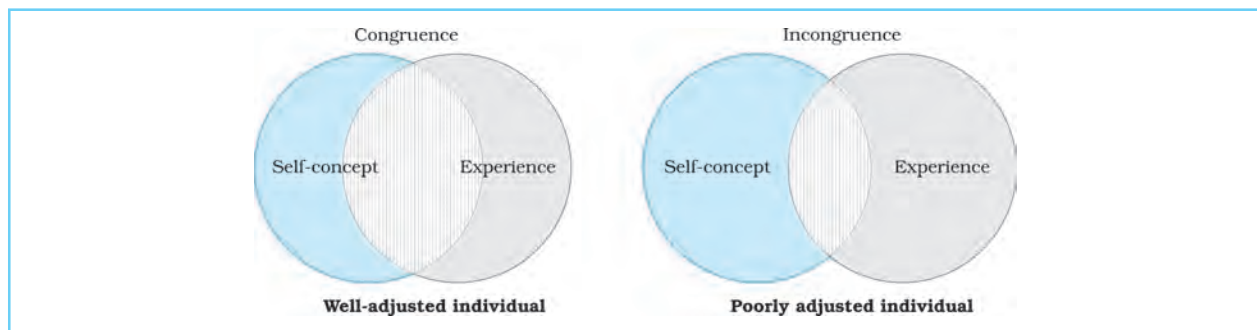 Congruence
Self-concept
Experience
Well-adjusted individual
Incongruence
Self-concept
Experience
Poorly adjusted individual